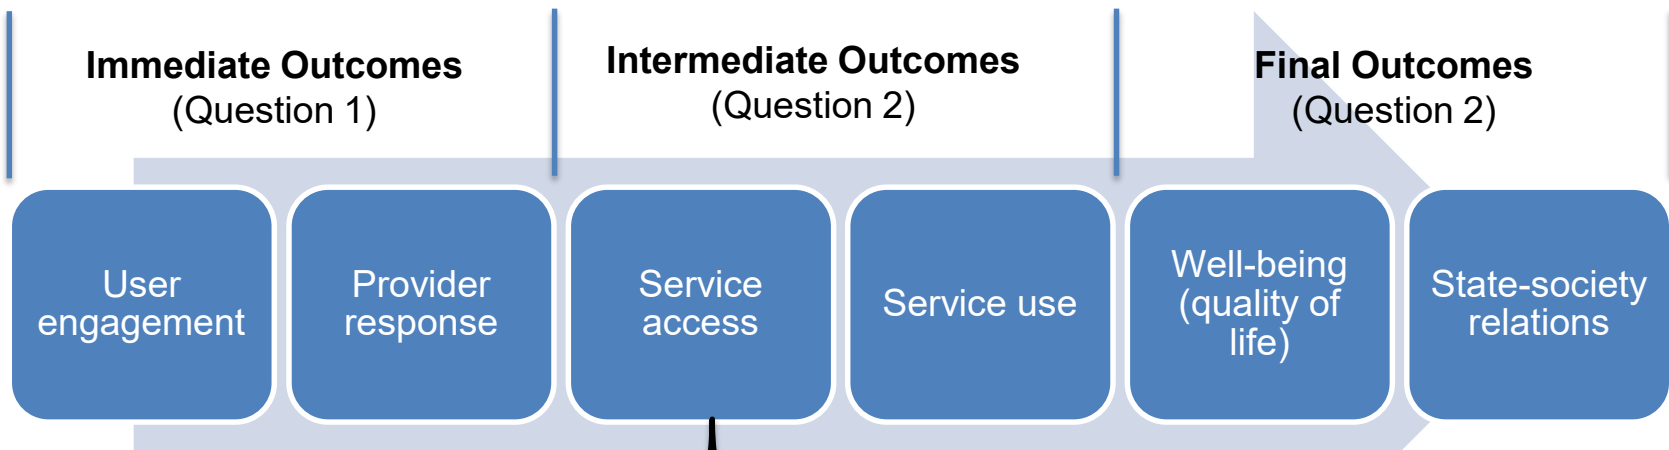 Immediate Outcomes
(Question 1)
Intermediate Outcomes
(Question 2)
Final Outcomes
(Question 2)
User
engagement
Provider
response
Service
access
Service use
Well-being
(quality of
life)
State-society
relations